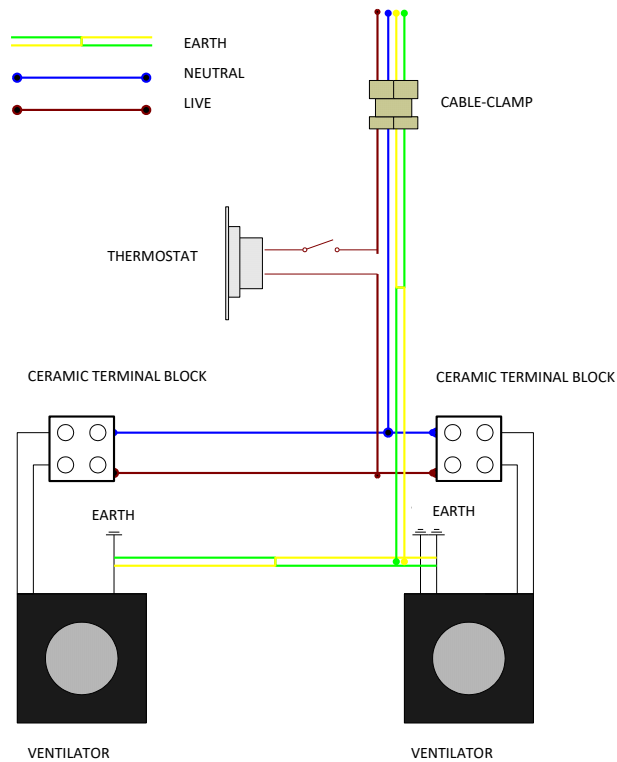 EARTH
NEUTRAL
LIVE
CABLE-CLAMP
THERMOSTAT
CERAMIC TERMINAL BLOCK
CERAMIC TERMINAL BLOCK
EARTH
EARTH
VENTILATOR
VENTILATOR